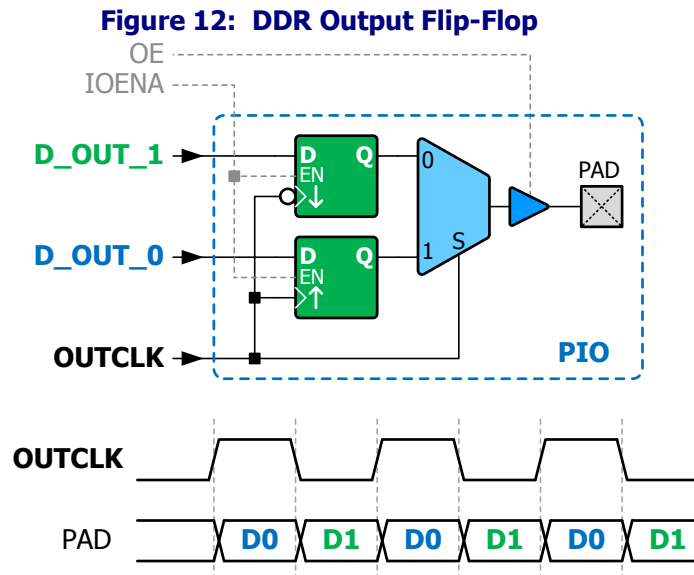 Figure 12: DDR Output Flip-Flop
OE
IOENA
D_OUT_1
D Q
EN
0
PAD
D_OUT_0
D Q
EN
1 S
OUTCLK
PIO
OUTCLK
PAD D0 D1 D0 D1 D0 D1